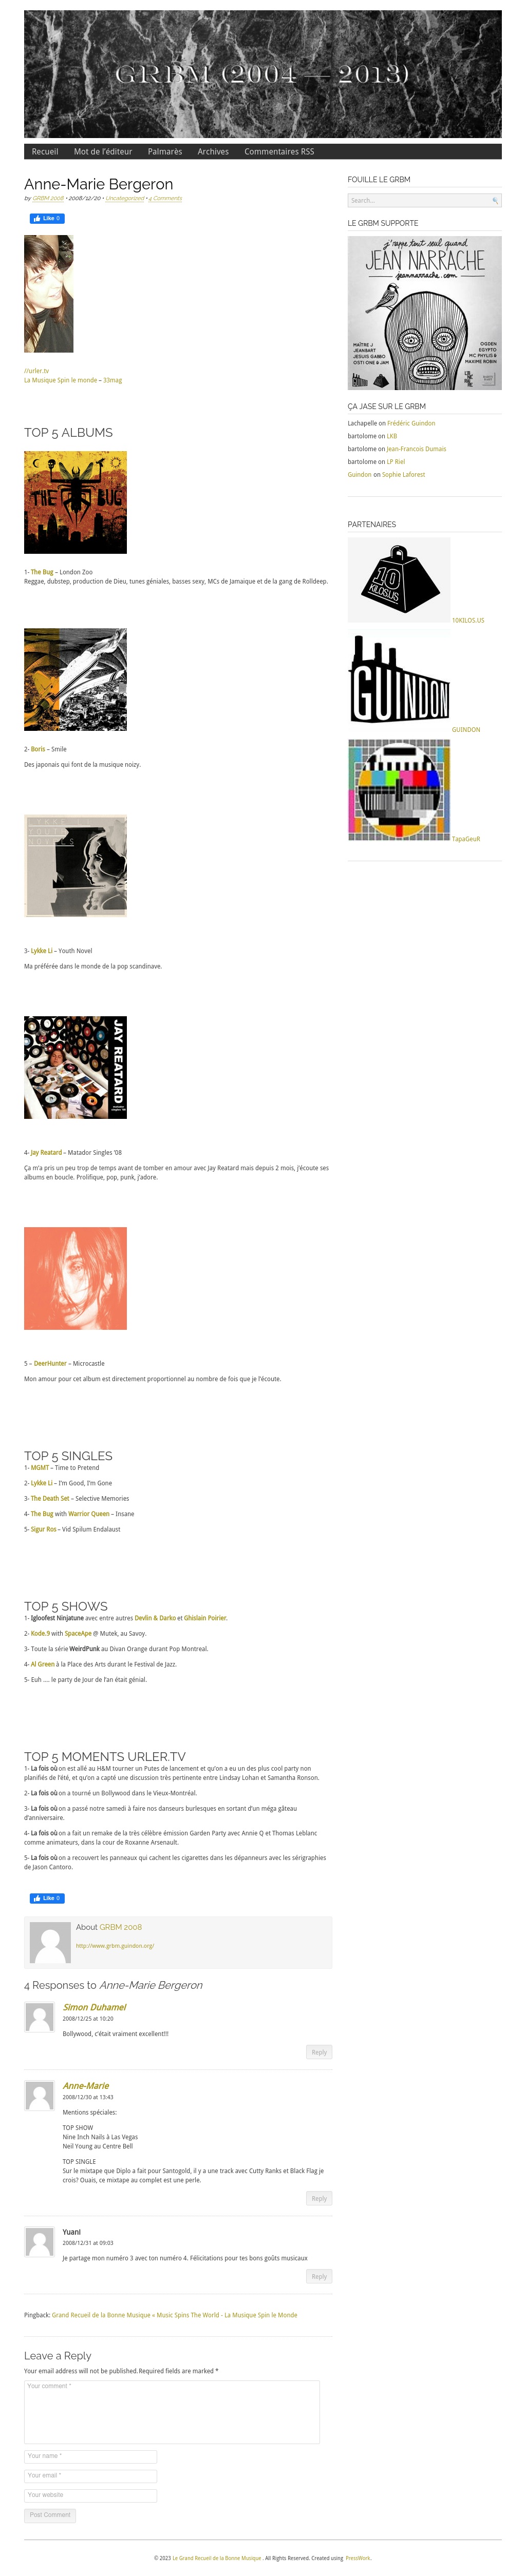 GRBM (2004 — 2013)
Recueil Mot de l'éditeur Palmarès Archives Commentaires RSS
Anne-Marie Bergeron
by GRBM 2008 • 2008/12/20 • Uncategorized • 4 Comments
Like 0
//urler.tv
La Musique Spin le monde – 33mag
TOP 5 ALBUMS
THE BUG
1- The Bug – London Zoo
Reggae, dubstep, production de Dieu, tunes géniales, basses sexy, MCs de Jamaique et de la gang de Rolldeep.
2- Boris – Smile
Des japonais qui font de la musique noizy.
YOUTH
NOVELS
3- Lykke Li – Youth Novel
Ma préférée dans le monde de la pop scandinave.
JAY REATARD
4- Jay Reatard – Matador Singles '08
Ça m'a pris un peu trop de temps avant de tomber en amour avec Jay Reatard mais depuis 2 mois, j'écoute ses
albums en boucle. Prolifique, pop, punk, j'adore.
5 – DeerHunter – Microcastle
Mon amour pour cet album est directement proportionnel au nombre de fois que je l'écoute.
TOP 5 SINGLES
1- MGMT – Time to Pretend
2- Lykke Li – I'm Good, I'm Gone
3- The Death Set – Selective Memories
4- The Bug with Warrior Queen – Insane
5- Sigur Ros – Vid Spilum Endalaust
TOP 5 SHOWS
1- Igloofest Ninjatune avec entre autres Devlin & Darko et Ghislain Poirier.
2- Kode.9 with SpaceApe @ Mutek, au Savoy.
3- Toute la série WeirdPunk au Divan Orange durant Pop Montreal.
4- Al Green à la Place des Arts durant le Festival de Jazz.
5- Euh …. le party de Jour de l'an était génial.
TOP 5 MOMENTS URLER.TV
1- La fois où on est allé au H&M tourner un Putes de lancement et qu'on a eu un des plus cool party non
planifiés de l'été, et qu'on a capté une discussion très pertinente entre Lindsay Lohan et Samantha Ronson.
2- La fois où on a tourné un Bollywood dans le Vieux-Montréal.
3- La fois où on a passé notre samedi à faire nos danseurs burlesques en sortant d'un méga gâteau
d'anniversaire.
4- La fois où on a fait un remake de la très célèbre émission Garden Party avec Annie Q et Thomas Leblanc
comme animateurs, dans la cour de Roxanne Arsenault.
5- La fois où on a recouvert les panneaux qui cachent les cigarettes dans les dépanneurs avec les sérigraphies
de Jason Cantoro.
Like 0
About GRBM 2008
http://www.grbm.guindon.org/
4 Responses to Anne-Marie Bergeron
Simon Duhamel
2008/12/25 at 10:20
Bollywood, c'était vraiment excellent!!!
Reply
Anne-Marie
2008/12/30 at 13:43
Mentions spéciales:
TOP SHOW
Nine Inch Nails à Las Vegas
Neil Young au Centre Bell
TOP SINGLE
Sur le mixtape que Diplo a fait pour Santogold, il y a une track avec Cutty Ranks et Black Flag je
crois? Ouais, ce mixtape au complet est une perle.
Reply
Yuani
2008/12/31 at 09:03
Je partage mon numéro 3 avec ton numéro 4. Félicitations pour tes bons goûts musicaux
Reply
Pingback: Grand Recueil de la Bonne Musique » Music Spins The World - La Musique Spin le Monde
Leave a Reply
Your email address will not be published.Required fields are marked *
Your comment *
Your name *
Your email *
Your website
Post Comment
FOUILLE LE GRBM
Search...
LE GRBM SUPPORTE
j'rappe tout seul quand
JEAN NARRACHE
jeannarrache.com
MAITRE J
JEANBART
JESUIS GABBO
OSTI ONE & JAM
OGDEN
EGYPTO
MC PHYLIS &
MAXIME ROBIN
ÇA JASE SUR LE GRBM
Lachapelle on Frédéric Guindon
bartolome on LKB
bartolome on Jean-Francois Dumais
bartolome on LP Riel
Guindon on Sophie Laforest
PARTENAIRES
10
KILOS.US
10KILOS.US
GUINDON
GUINDON
TapaGeuR
© 2023 Le Grand Recueil de la Bonne Musique . All Rights Reserved. Created using PressWork.